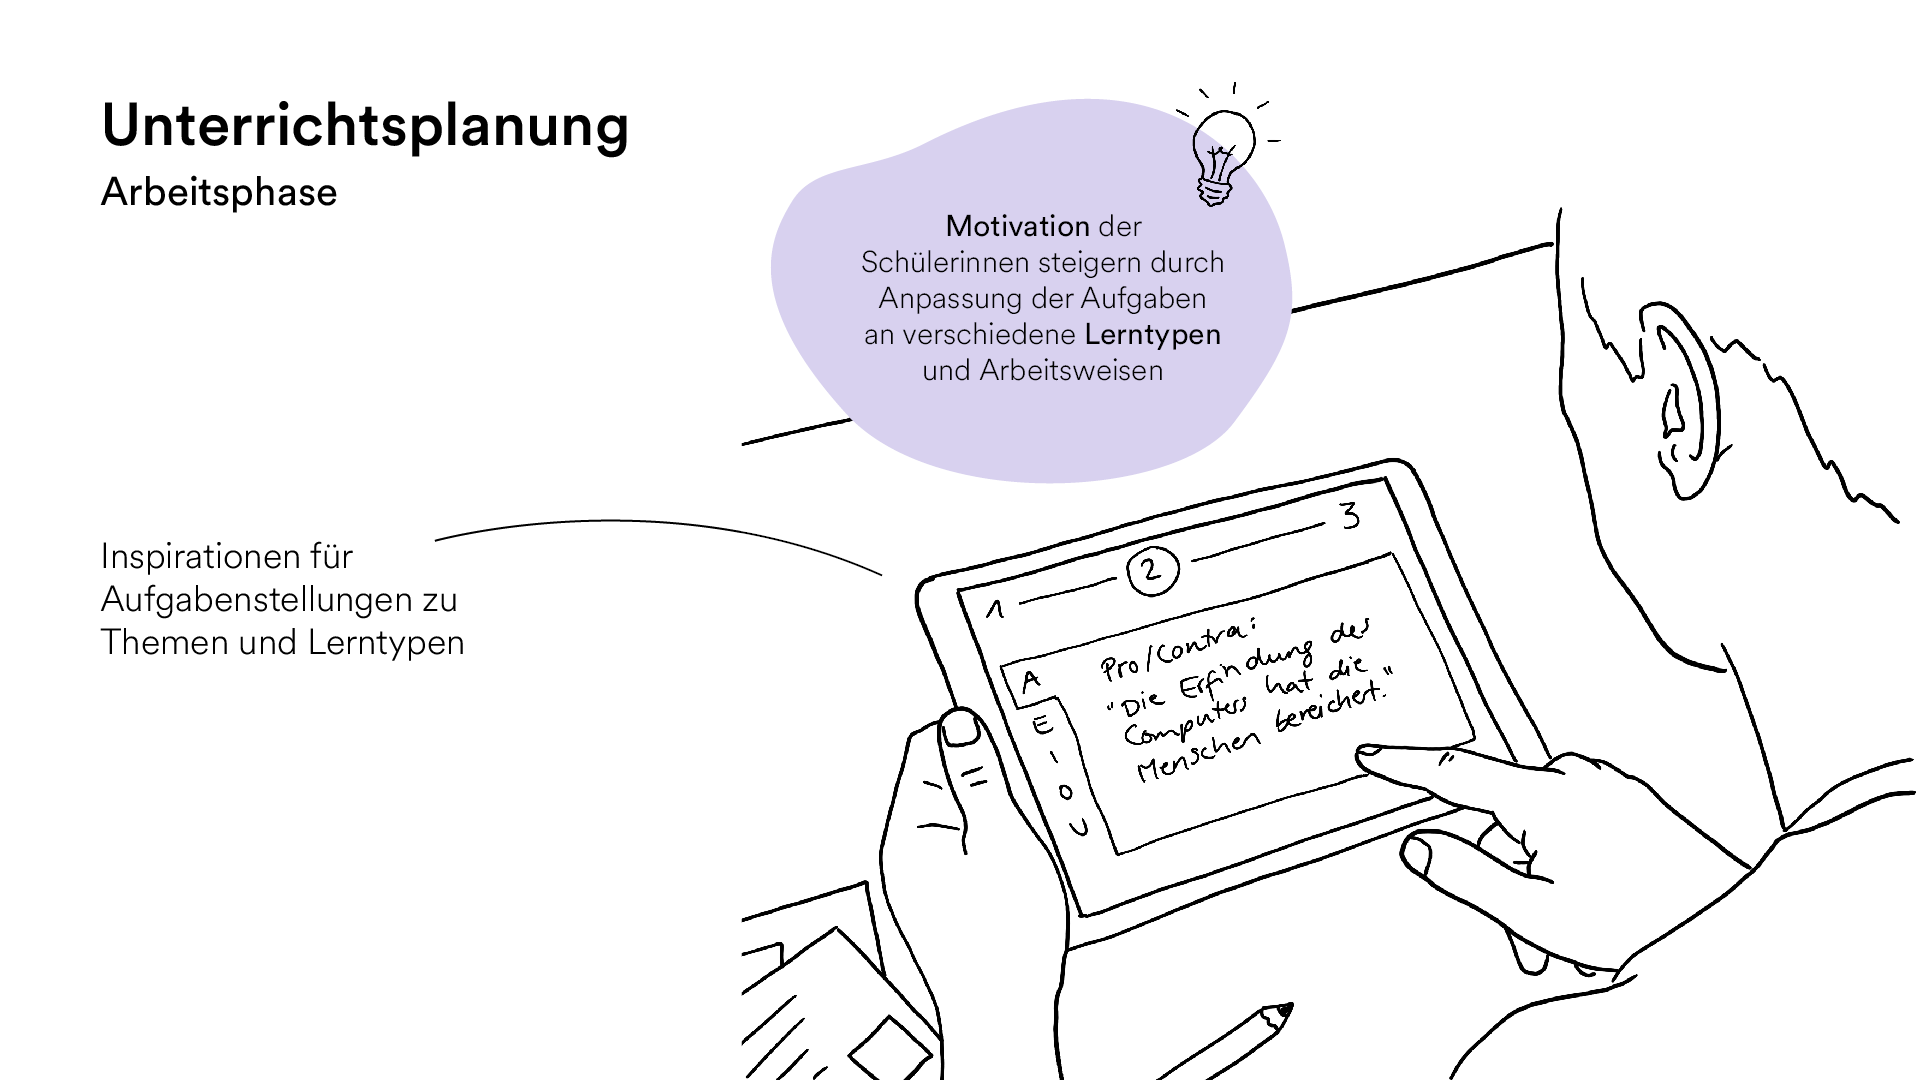 Unterrichtsplanung
Arbeitsphase
Motivation der
Schülerinnen steigern durch
Anpassung der Aufgaben
an verschiedene Lerntypen
und Arbeitsweisen
Inspirationen für
Aufgabenstellungen zu
Themen und Lerntypen
1 2 3
A
E
I
O
U
Pro/Contra:
"Die Erfindung des
Computers hat die
Menschen bereichert."